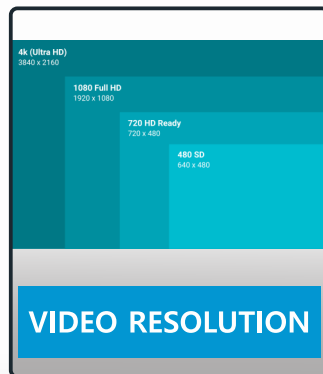 4k (Ultra HD)
3840 x 2160
1080 Full HD
1920 x 1080
720 HD Ready
720 x 480
480 SD
640 x 480
VIDEO RESOLUTION